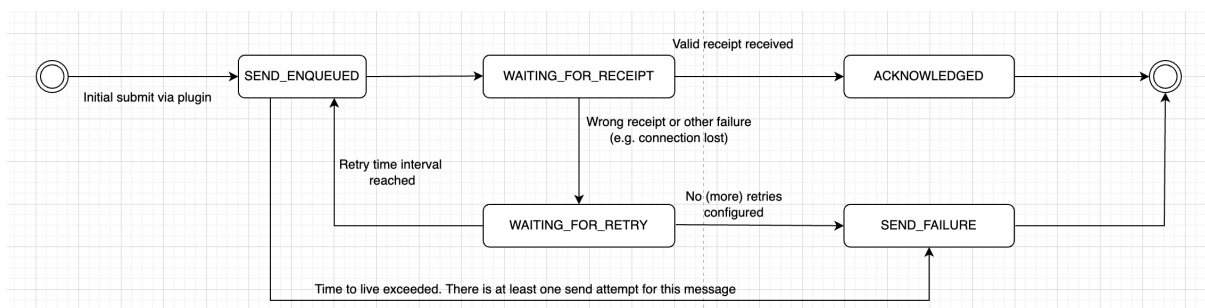 Valid receipt received
SEND_ENQUEUED
WAITING_FOR_RECEIPT
ACKNOWLEDGED
Initial submit via plugin
Wrong receipt or other failure
(e.g. connection lost)
Retry time interval
reached
No (more) retries
configured
WAITING_FOR_RETRY
SEND_FAILURE
Time to live exceeded. There is at least one send attempt for this message